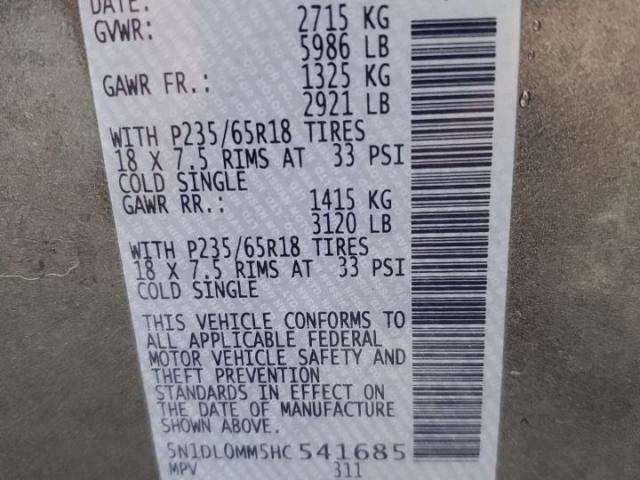 DATE:
GVWR: 2715 KG
5986 LB
GAWR FR.: 1325 KG
2921 LB
WITH P235/65R18 TIRES
18 X 7.5 RIMS AT 33 PSI
COLD SINGLE
GAWR RR.: 1415 KG
3120 LB
WITH P235/65R18 TIRES
18 X 7.5 RIMS AT 33 PSI
COLD SINGLE
THIS VEHICLE CONFORMS TO
ALL APPLICABLE FEDERAL
MOTOR VEHICLE SAFETY AND
THEFT PREVENTION
STANDARDS IN EFFECT ON
THE DATE OF MANUFACTURE
SHOWN ABOVE.
5N1DL0MM5HC 541685
MPV 311